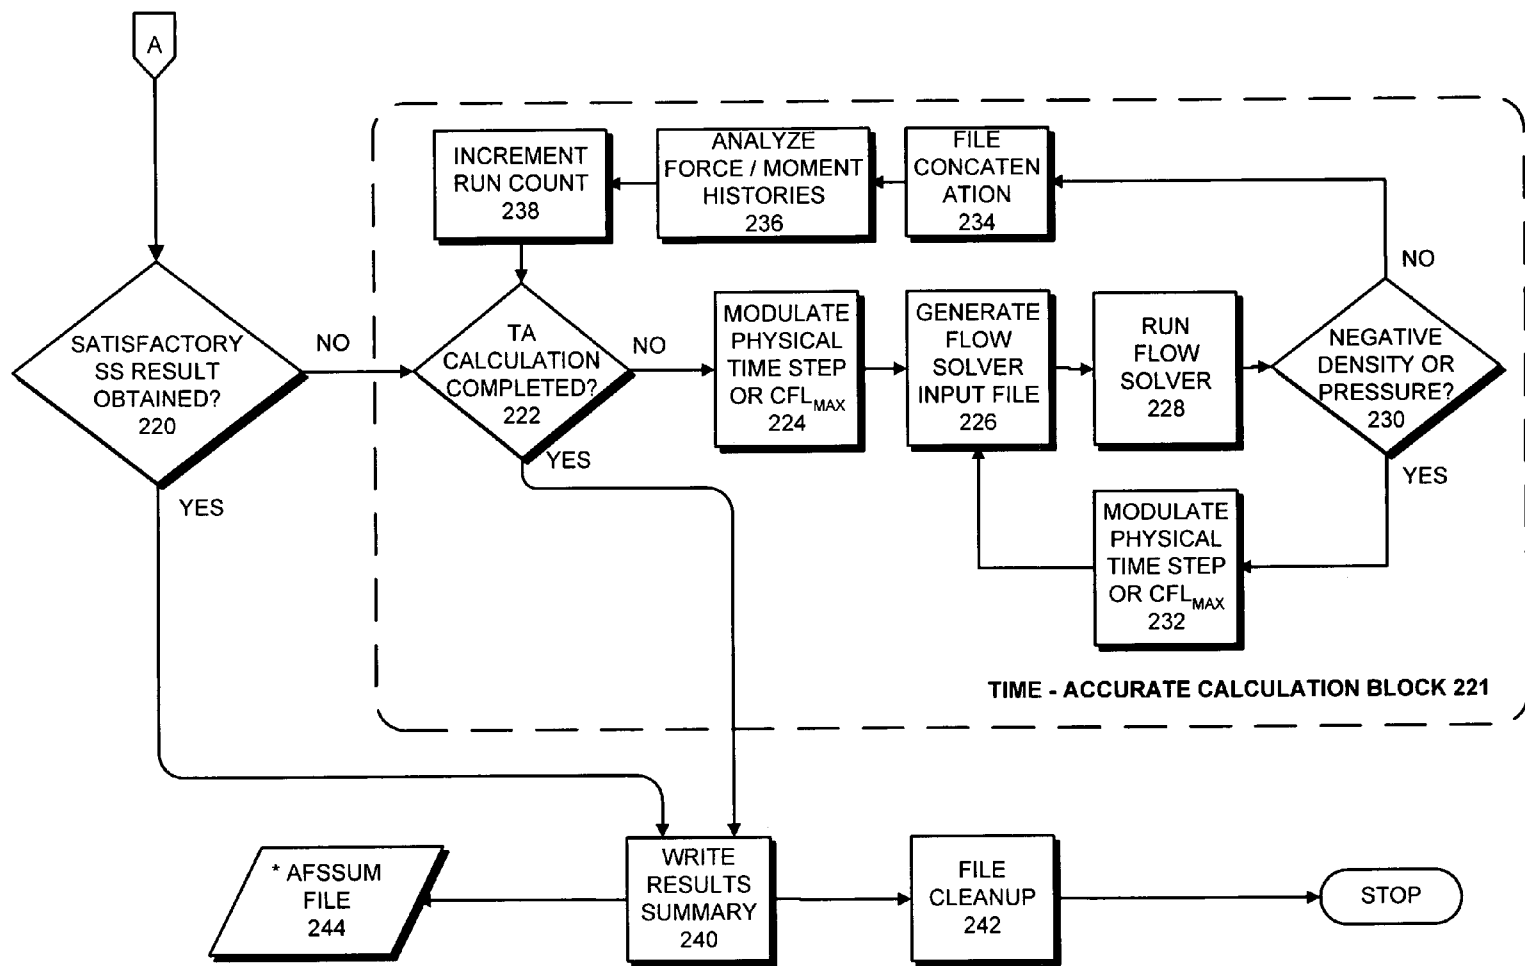 A
SATISFACTORY
SS RESULT
OBTAINED?
220
NO
YES
INCREMENT
RUN COUNT
238
ANALYZE
FORCE / MOMENT
HISTORIES
236
FILE
CONCATEN
ATION
234
NO
TA
CALCULATION
COMPLETED?
222
NO
YES
MODULATE
PHYSICAL
TIME STEP
OR CFLMAX
224
GENERATE
FLOW
SOLVER
INPUT FILE
226
RUN
FLOW
SOLVER
228
NEGATIVE
DENSITY OR
PRESSURE?
230
YES
MODULATE
PHYSICAL
TIME STEP
OR CFLMAX
232
TIME - ACCURATE CALCULATION BLOCK 221
* AFSSUM
FILE
244
WRITE
RESULTS
SUMMARY
240
FILE
CLEANUP
242
STOP